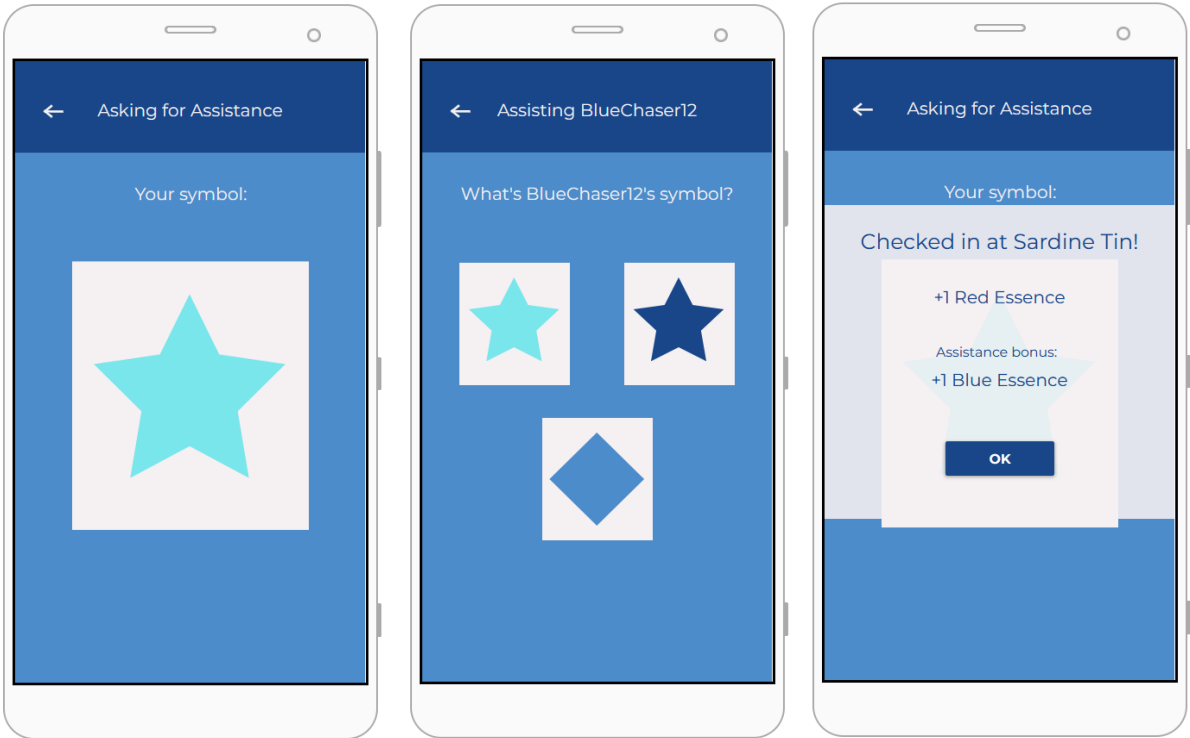 Asking for Assistance
Your symbol:
Assisting BlueChaser12
What's BlueChaser12's symbol?
Asking for Assistance
Your symbol:
Checked in at Sardine Tin!
+1 Red Essence
Assistance bonus:
+1 Blue Essence
OK